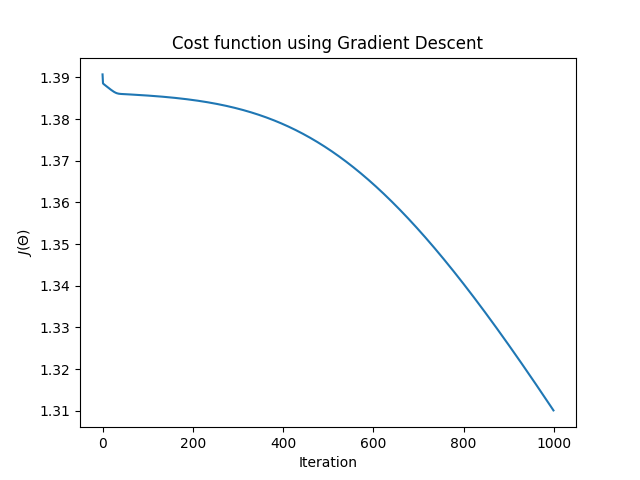 Cost function using Gradient Descent
1.39
1.38
1.37
1.36
1.35
1.34
1.33
1.32
1.31
J(Θ)
0 200 400 600 800 1000
Iteration